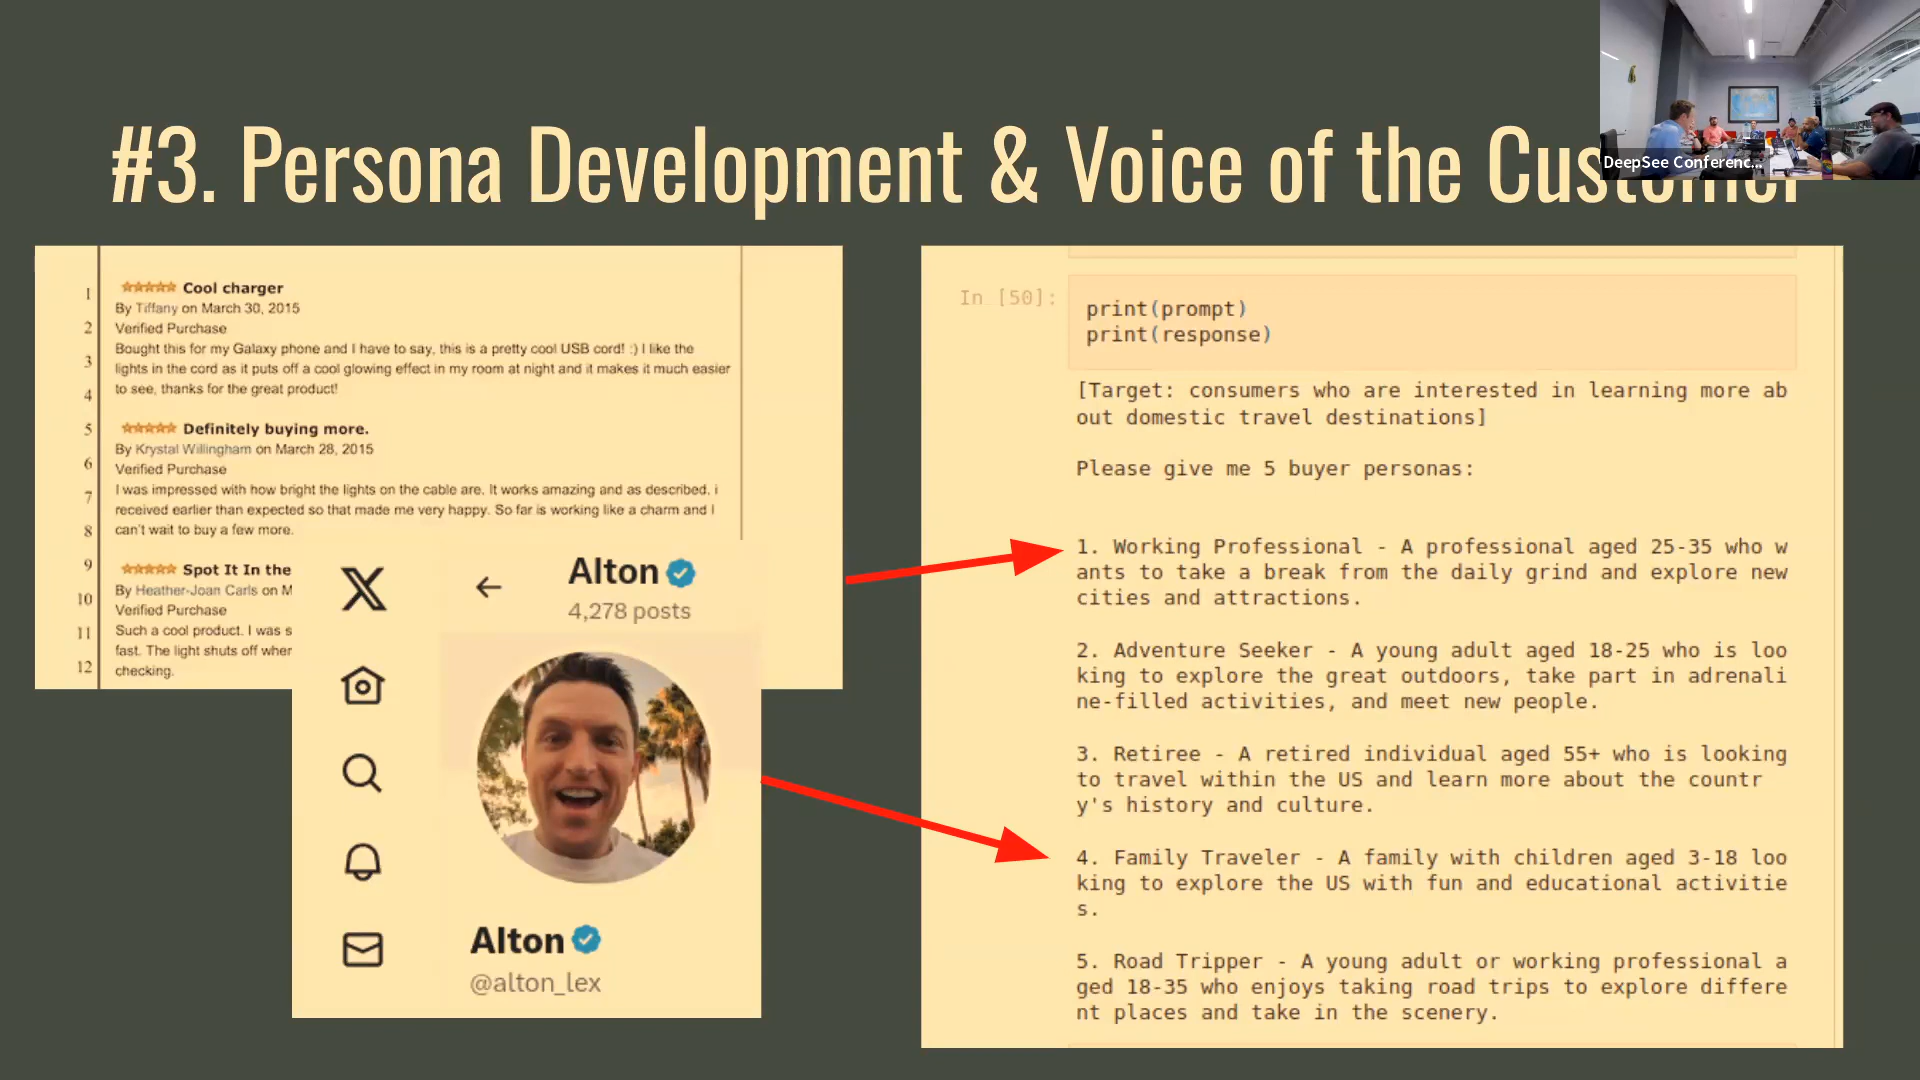 #3. Persona Development & Voice of the Customer
DeepSee Conferenc...
1
2
3
4
5
6
7
8
9
10
11
12
Cool charger
By Tiffany on March 30, 2015
Verified Purchase
Bought this for my Galaxy phone and I have to say, this is a pretty cool USB cord! :) I like the
lights in the cord as it puts off a cool glowing effect in my room at night and it makes it much easier
to see, thanks for the great product!
Definitely buying more.
By Krystal Willingham on March 28, 2015
Verified Purchase
I was impressed with how bright the lights on the cable are. It works amazing and as described. i
received earlier than expected so that made me very happy. So far is working like a charm and I
can't wait to buy a few more.
Spot It In the
By Heather-Joan Carls on M
Verified Purchase
Such a cool product. I was s
fast. The light shuts off when
checking.
Alton
4,278 posts
Alton
@alton_lex
In [50]:
print(prompt)
print(response)
[Target: consumers who are interested in learning more ab
out domestic travel destinations]
Please give me 5 buyer personas:
1. Working Professional - A professional aged 25-35 who w
ants to take a break from the daily grind and explore new
cities and attractions.
2. Adventure Seeker - A young adult aged 18-25 who is loo
king to explore the great outdoors, take part in adrenali
ne-filled activities, and meet new people.
3. Retiree - A retired individual aged 55+ who is looking
to travel within the US and learn more about the countr
y's history and culture.
4. Family Traveler - A family with children aged 3-18 loo
king to explore the US with fun and educational activitie
s.
5. Road Tripper - A young adult or working professional a
ged 18-35 who enjoys taking road trips to explore differe
nt places and take in the scenery.